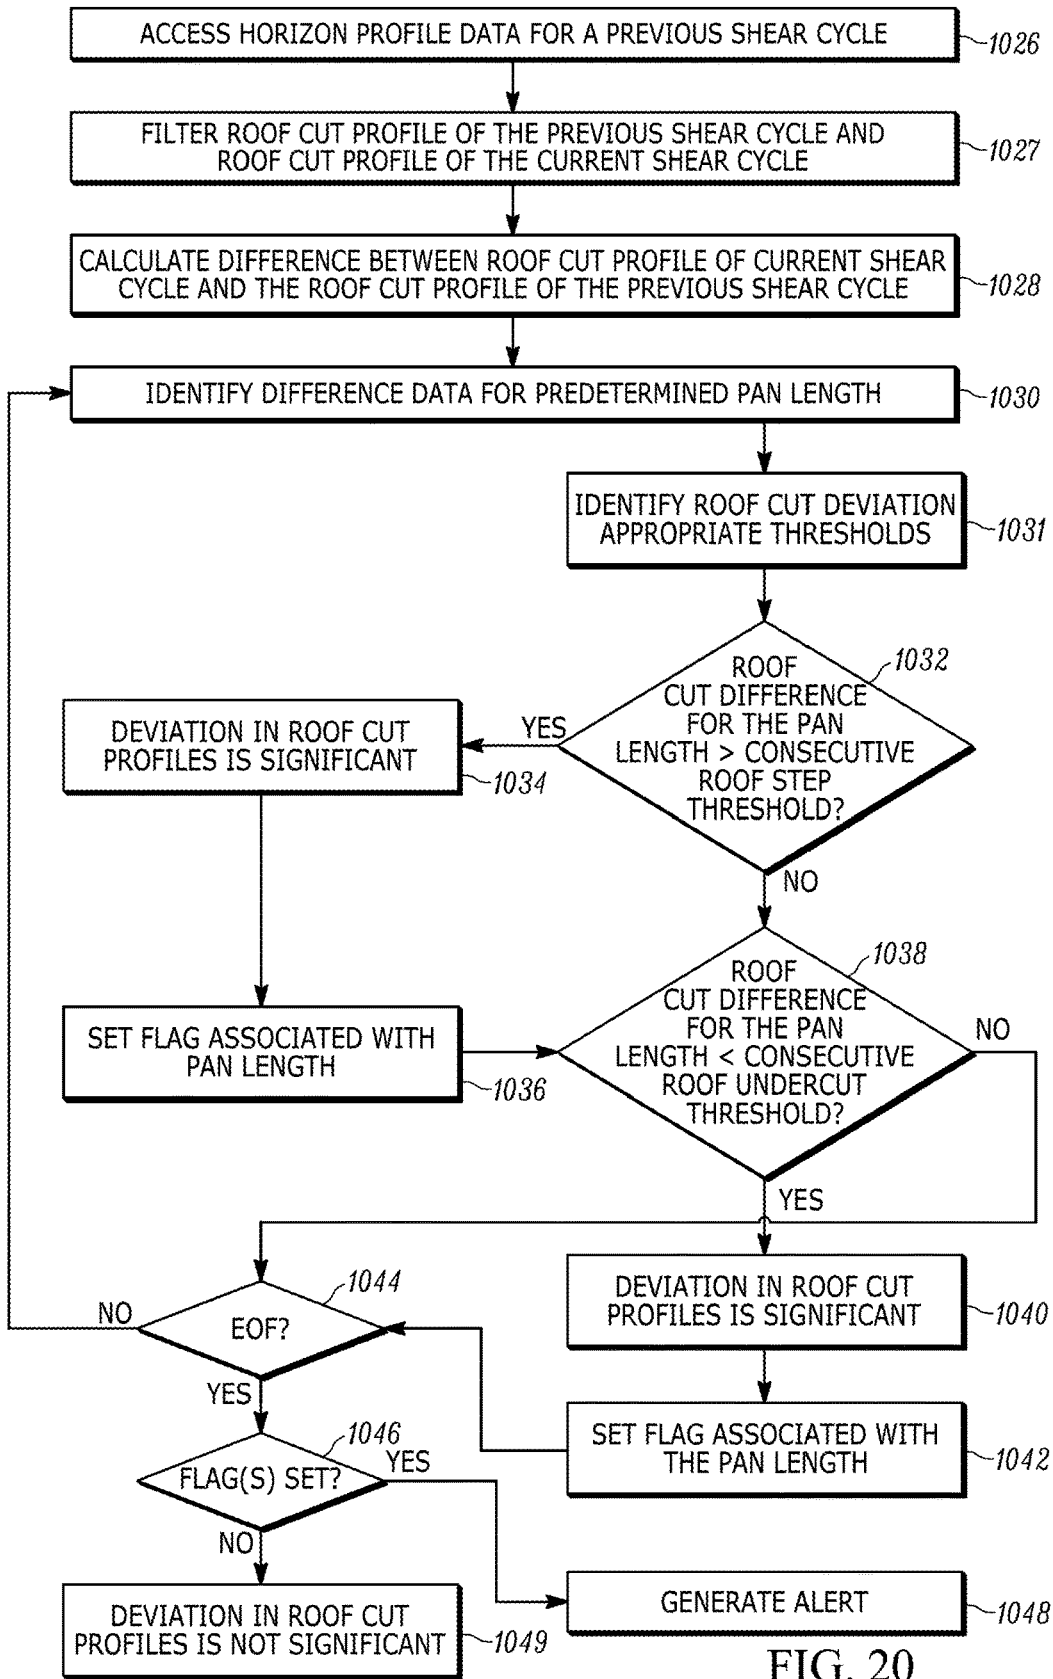 ACCESS HORIZON PROFILE DATA FOR A PREVIOUS SHEAR CYCLE
1026
FILTER ROOF CUT PROFILE OF THE PREVIOUS SHEAR CYCLE AND
ROOF CUT PROFILE OF THE CURRENT SHEAR CYCLE
1027
CALCULATE DIFFERENCE BETWEEN ROOF CUT PROFILE OF CURRENT SHEAR
CYCLE AND THE ROOF CUT PROFILE OF THE PREVIOUS SHEAR CYCLE
1028
IDENTIFY DIFFERENCE DATA FOR PREDETERMINED PAN LENGTH
1030
IDENTIFY ROOF CUT DEVIATION
APPROPRIATE THRESHOLDS
1031
ROOF
CUT DIFFERENCE
FOR THE PAN
LENGTH > CONSECUTIVE
ROOF STEP
THRESHOLD?
1032
YES
NO
DEVIATION IN ROOF CUT
PROFILES IS SIGNIFICANT
1034
SET FLAG ASSOCIATED WITH
PAN LENGTH
1036
ROOF
CUT DIFFERENCE
FOR THE PAN
LENGTH < CONSECUTIVE
ROOF UNDERCUT
THRESHOLD?
1038
NO
YES
DEVIATION IN ROOF CUT
PROFILES IS SIGNIFICANT
1040
SET FLAG ASSOCIATED WITH
THE PAN LENGTH
1042
EOF?
1044
NO
YES
FLAG(S) SET?
1046
YES
NO
GENERATE ALERT
1048
DEVIATION IN ROOF CUT
PROFILES IS NOT SIGNIFICANT
1049
FIG. 20